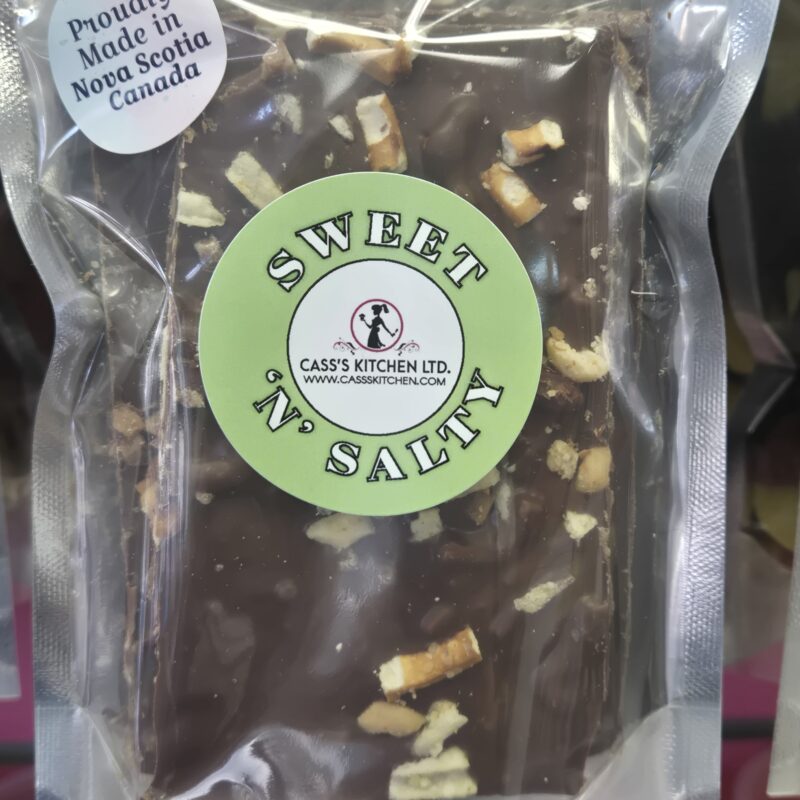 Proudly
Made in
Nova Scotia
Canada
SWEET
CASS'S KITCHEN LTD.
WWW.CASSSKITCHEN.COM
'N' SALTY